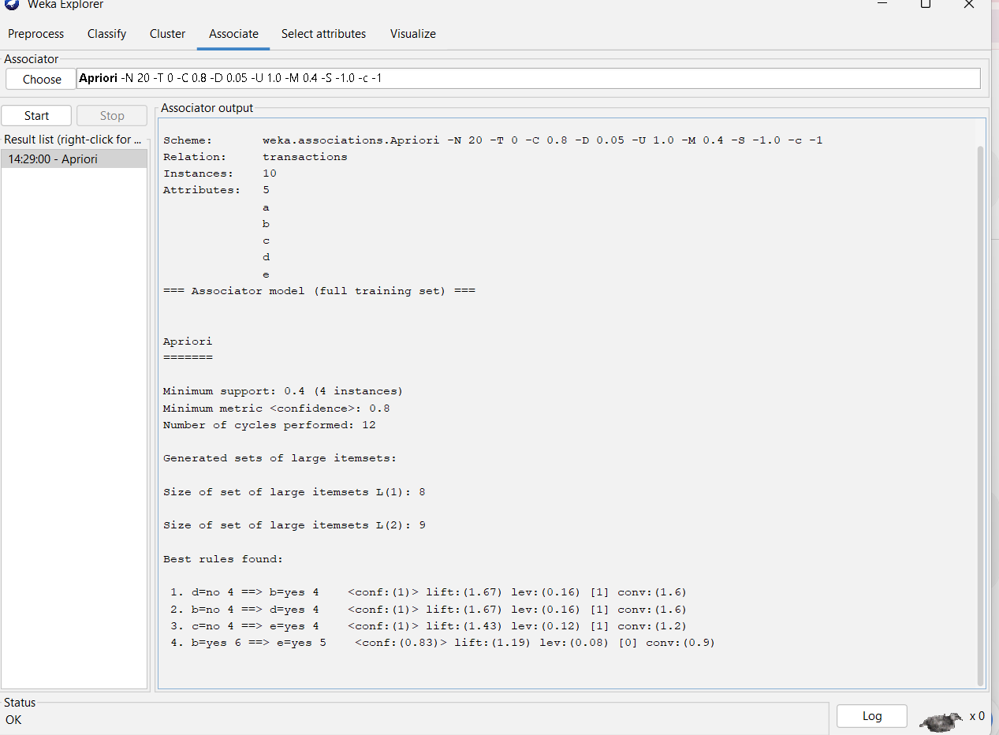 Weka Explorer
Preprocess Classify Cluster Associate Select attributes Visualize
Associator
Choose Apriori -N 20 -T 0 -C 0.8 -D 0.05 -U 1.0 -M 0.4 -S -1.0 -c -1
Start Stop
Result list (right-click for ...
14:29:00 - Apriori
Associator output
Scheme: weka.associations.Apriori -N 20 -T 0 -C 0.8 -D 0.05 -U 1.0 -M 0.4 -S -1.0 -c -1
Relation: transactions
Instances: 10
Attributes: 5
a
b
c
d
e
=== Associator model (full training set) ===
Apriori
=======
Minimum support: 0.4 (4 instances)
Minimum metric <confidence>: 0.8
Number of cycles performed: 12
Generated sets of large itemsets:
Size of set of large itemsets L(1): 8
Size of set of large itemsets L(2): 9
Best rules found:
1. d=no 4 ==> b=yes 4 <conf:(1)> lift:(1.67) lev:(0.16) [1] conv:(1.6)
2. b=no 4 ==> d=yes 4 <conf:(1)> lift:(1.67) lev:(0.16) [1] conv:(1.6)
3. c=no 4 ==> e=yes 4 <conf:(1)> lift:(1.43) lev:(0.12) [1] conv:(1.2)
4. b=yes 6 ==> e=yes 5 <conf:(0.83)> lift:(1.19) lev:(0.08) [0] conv:(0.9)
Status
OK
Log
x 0